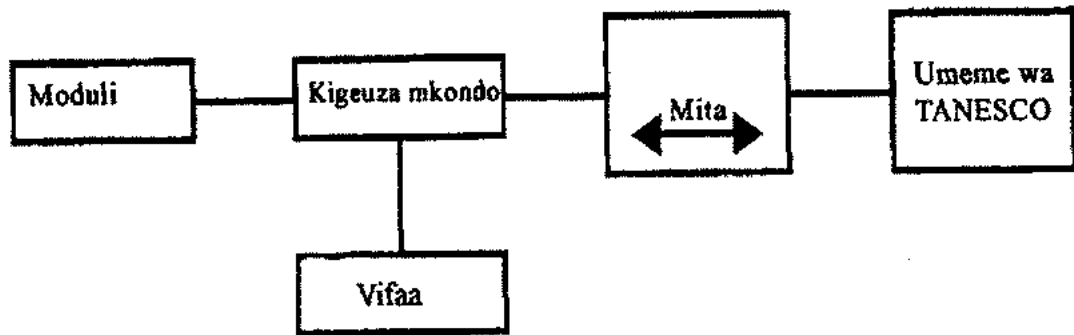 Moduli
Kigeuza mkondo
Mita
Umeme wa
TANESCO
Vifaa